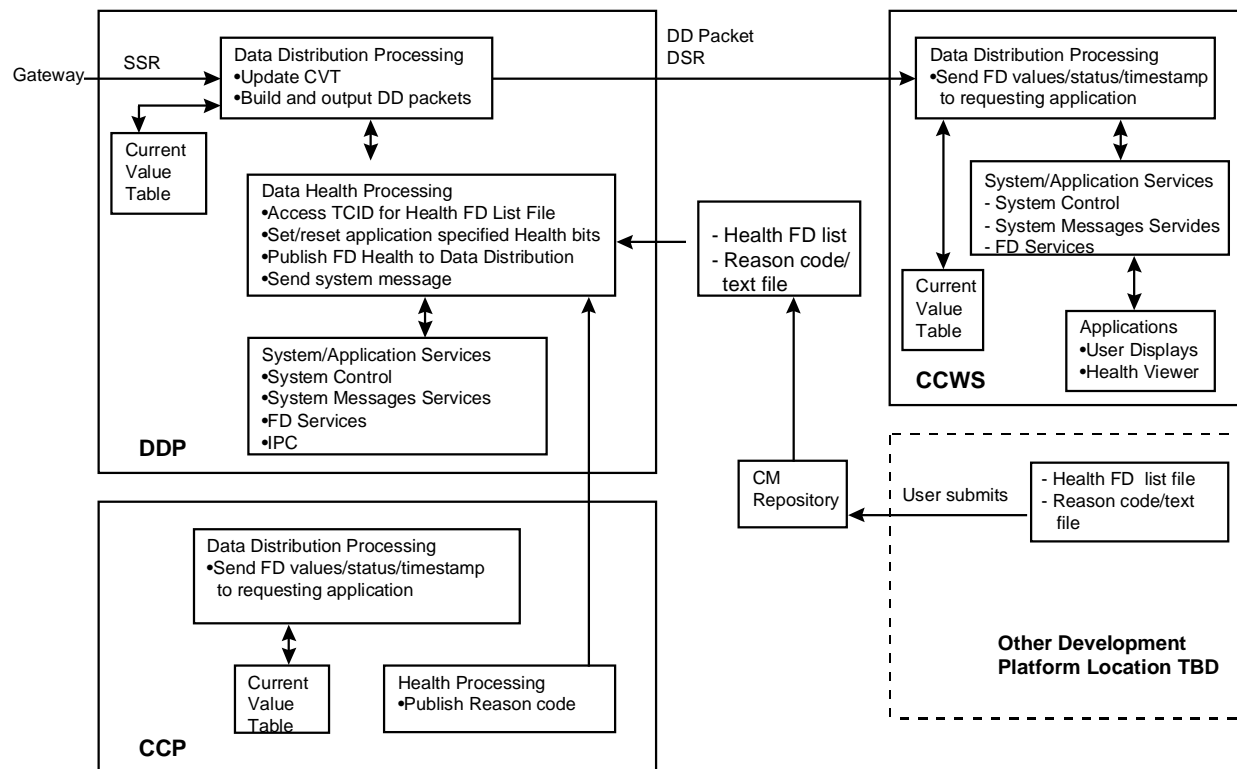 Gateway
SSR
Data Distribution Processing
•Update CVT
•Build and output DD packets
Current
Value
Table
Data Health Processing
•Access TCID for Health FD List File
•Set/reset application specified Health bits
•Publish FD Health to Data Distribution
•Send system message
System/Application Services
•System Control
•System Messages Services
•FD Services
•IPC
DDP
DD Packet
DSR
Data Distribution Processing
•Send FD values/status/timestamp
to requesting application
System/Application Services
- System Control
- System Messages Servides
- FD Services
Current
Value
Table
Applications
•User Displays
•Health Viewer
CCWS
- Health FD list
- Reason code/
text file
CM
Repository
User submits
- Health FD list file
- Reason code/text
file
Other Development
Platform Location TBD
Data Distribution Processing
•Send FD values/status/timestamp
to requesting application
Current
Value
Table
Health Processing
•Publish Reason code
CCP